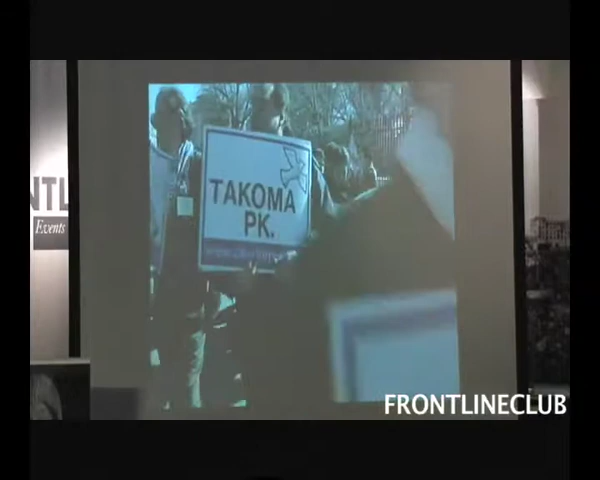 NTL
Events
TAKOMA
PK.
FRONTLINECLUB